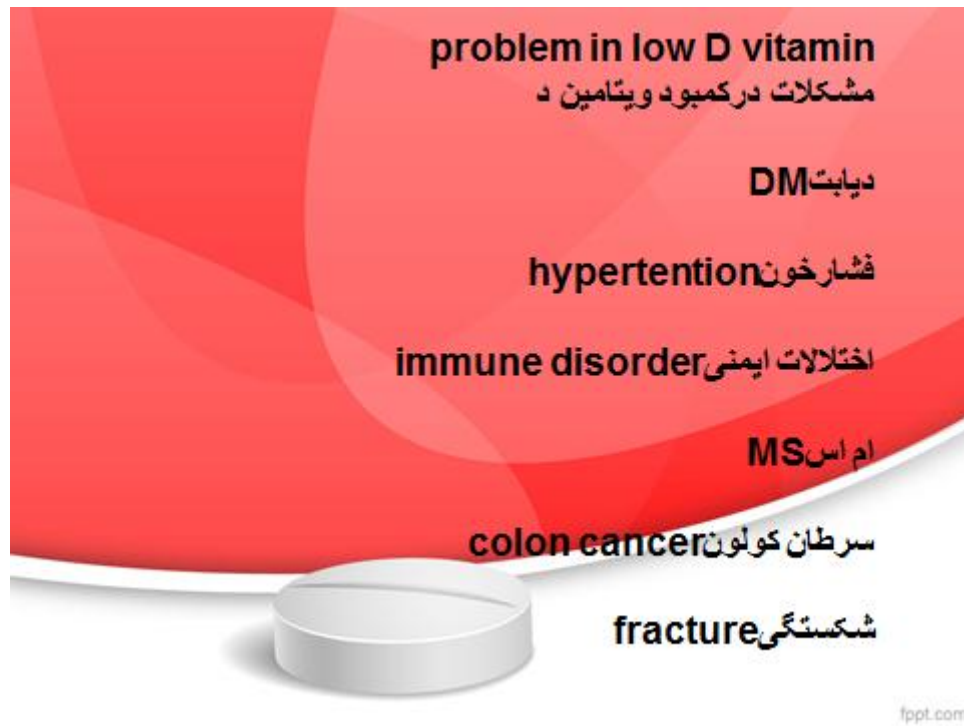 problem in low D vitamin
مشکلات درکمبود ویتامین د
دیابتDM
فشارخونhypertention
اختلالات ایمنیimmune disorder
ام اسMS
سرطان کولونcolon cancer
شکستگیfracture
fppt.com